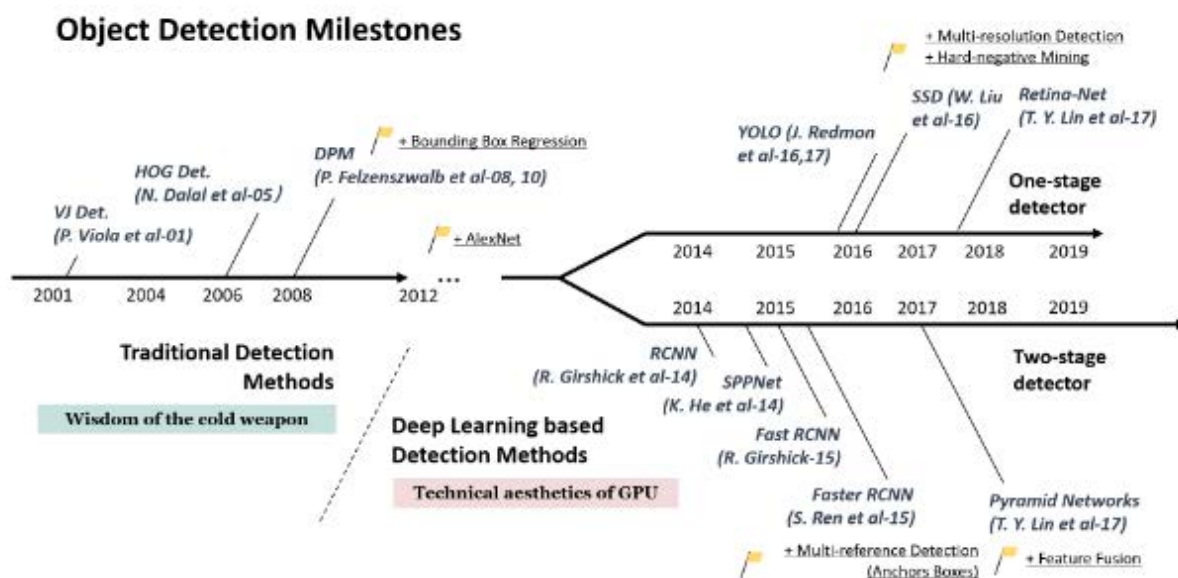 Object Detection Milestones
+ Multi-resolution Detection
+ Hard-negative Mining
SSD (W. Liu
et al-16)
Retina-Net
(T. Y. Lin et al-17)
YOLO (J. Redmon
et al-16,17)
+ Bounding Box Regression
DPM
(P. Felzenszwalb et al-08, 10)
HOG Det.
(N. Dalal et al-05)
VJ Det.
(P. Viola et al-01)
+ AlexNet
One-stage
detector
2014 2015 2016 2017 2018 2019
2001 2004 2006 2008 2012 ...
2014 2015 2016 2017 2018 2019
Two-stage
detector
Traditional Detection
Methods
Wisdom of the cold weapon
RCNN
(R. Girshick et al-14)
SPPNet
(K. He et al-14)
Deep Learning based
Detection Methods
Technical aesthetics of GPU
Fast RCNN
(R. Girshick-15)
Faster RCNN
(S. Ren et al-15)
Pyramid Networks
(T. Y. Lin et al-17)
+ Multi-reference Detection
(Anchors Boxes)
+ Feature Fusion